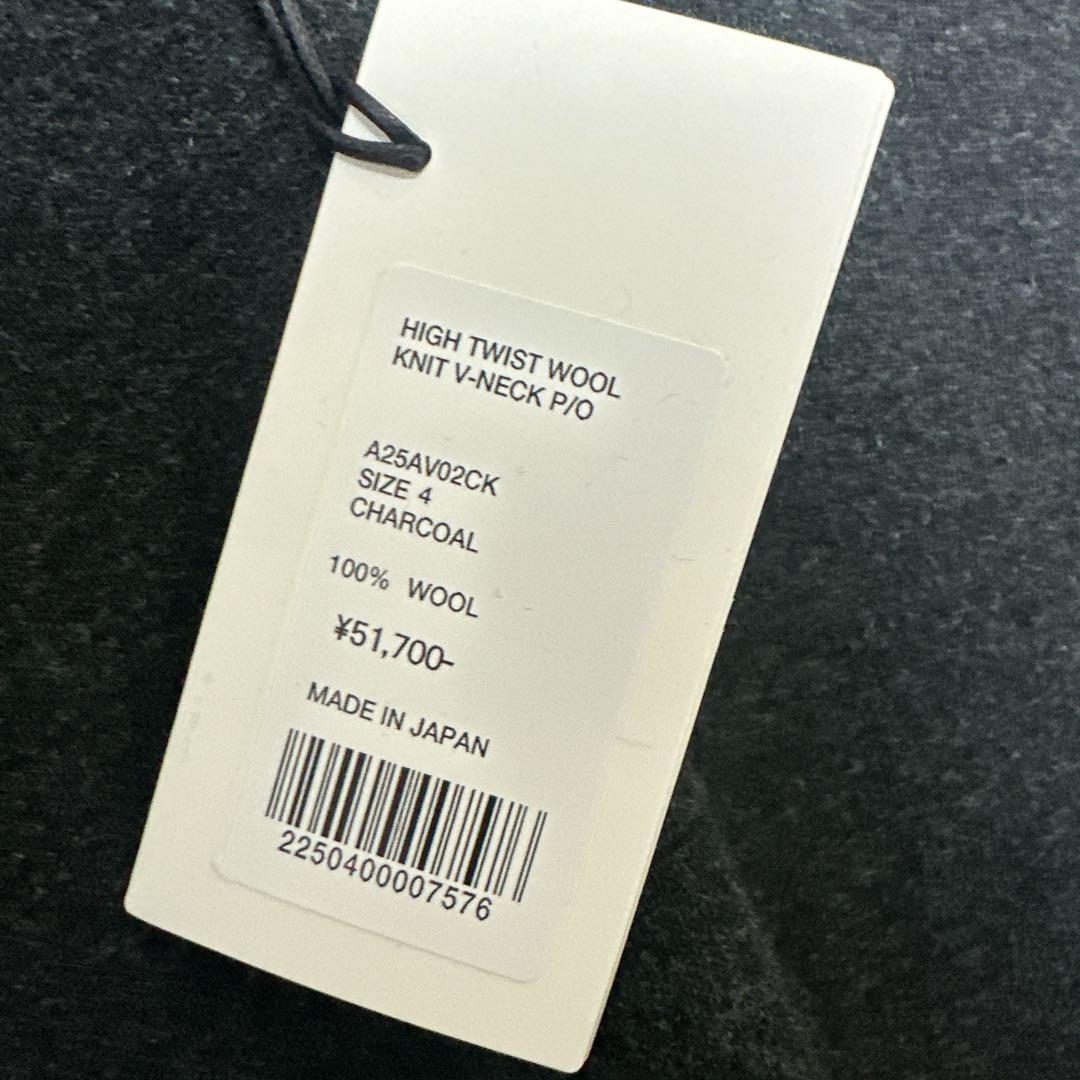 HIGH TWIST WOOL
KNIT V-NECK P/O
A25AV02CK
SIZE 4
CHARCOAL
100% WOOL
¥51,700-
MADE IN JAPAN
2250400007576